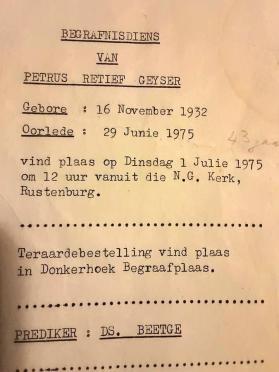 BEGRAFNISDIENS
VAN
PETRUS RETIEF GEYSER
Gebore : 16 November 1932
Oorlede : 29 Junie 1975
43 jaar
vind plaas op Dinsdag 1 Julie 1975
om 12 uur vanuit die N.G. Kerk,
Rustenburg.
Teraardebestelling vind plaas
in Donkerhoek Begraafplaas.
PREDIKER : DS. BEETGE